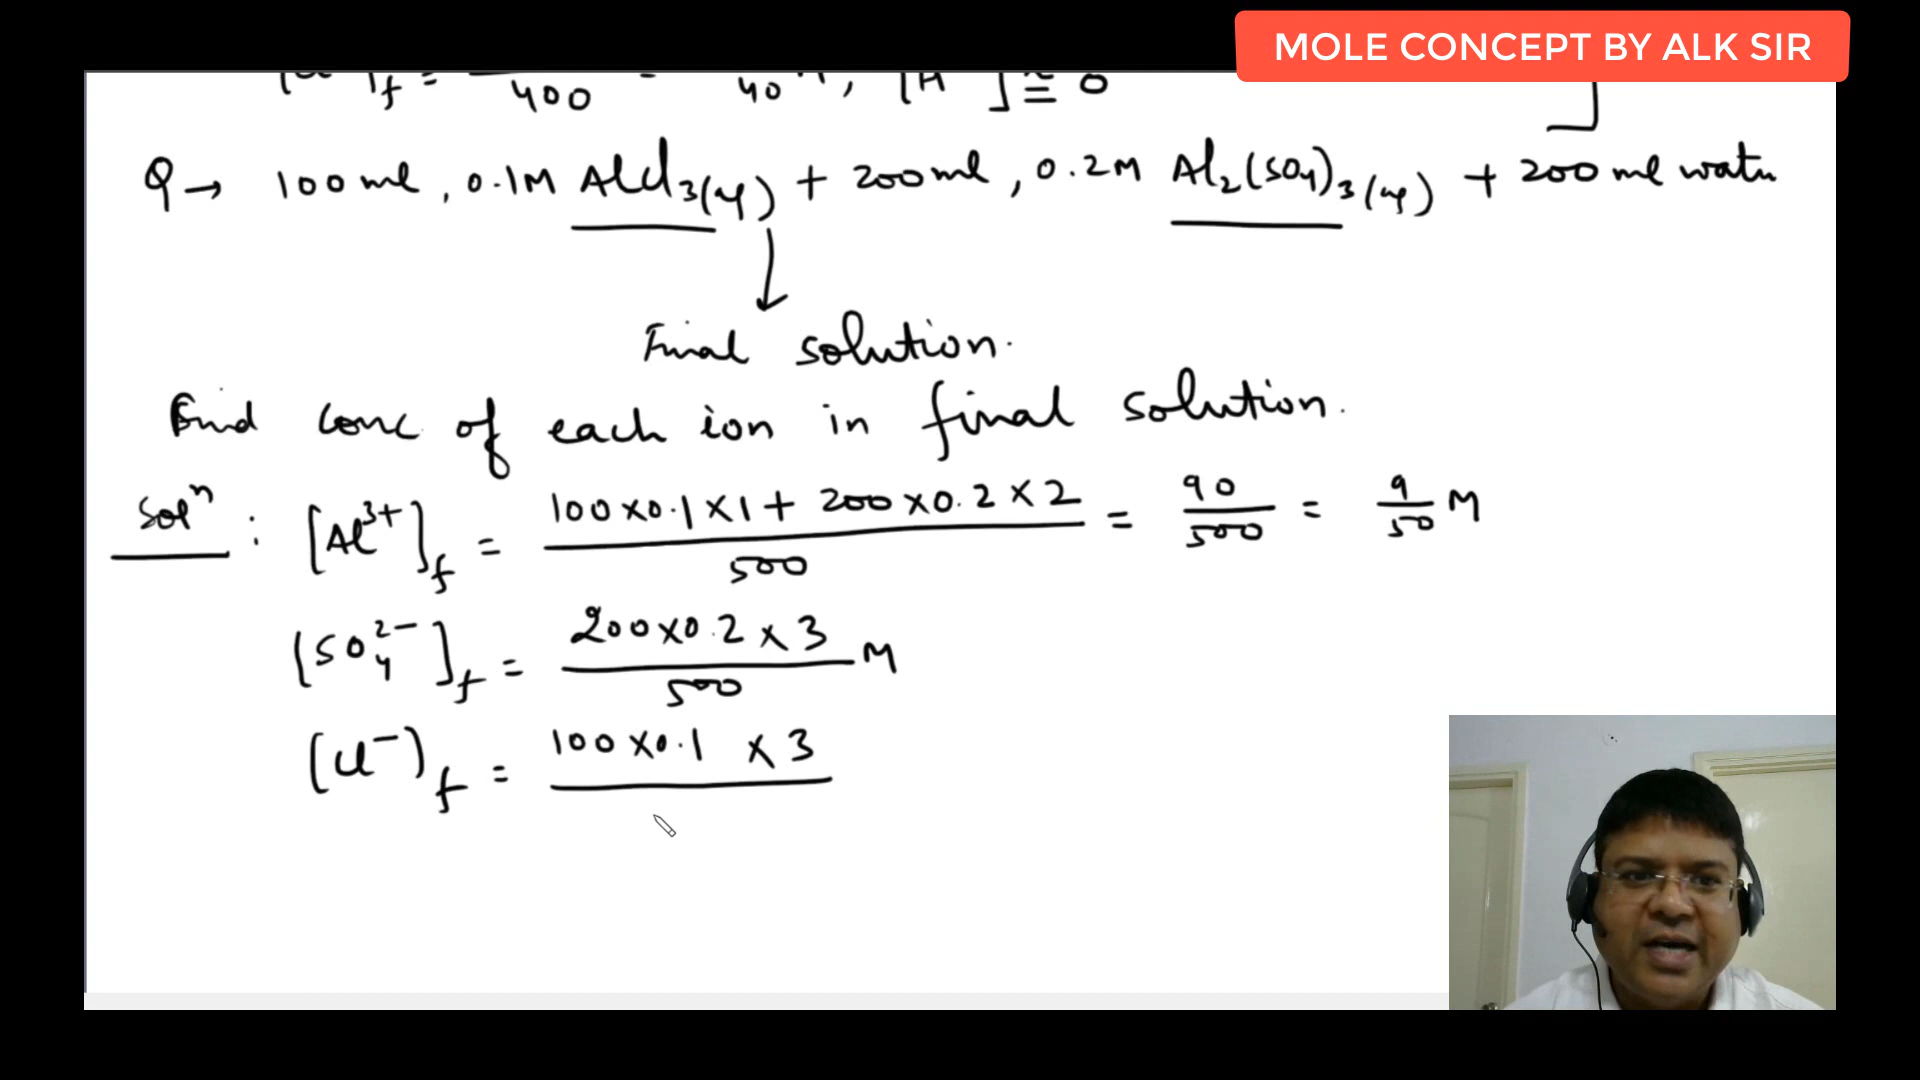 MOLE CONCEPT BY ALK SIR
]f = 400 = 40 , [H ] ≅ 0
Q → 100 ml, 0.1M AlCl3(aq) + 200 ml, 0.2M Al2(SO4)3(aq) + 200 ml water
Final solution.
Find conc of each ion in final solution.
Solⁿ : [Al³⁺]f = (100×0.1×1 + 200×0.2×2)/500 = 90/500 = 9/50 M
[SO4²⁻]f = (200×0.2×3)/500 M
(Cl⁻)f = 100×0.1 ×3